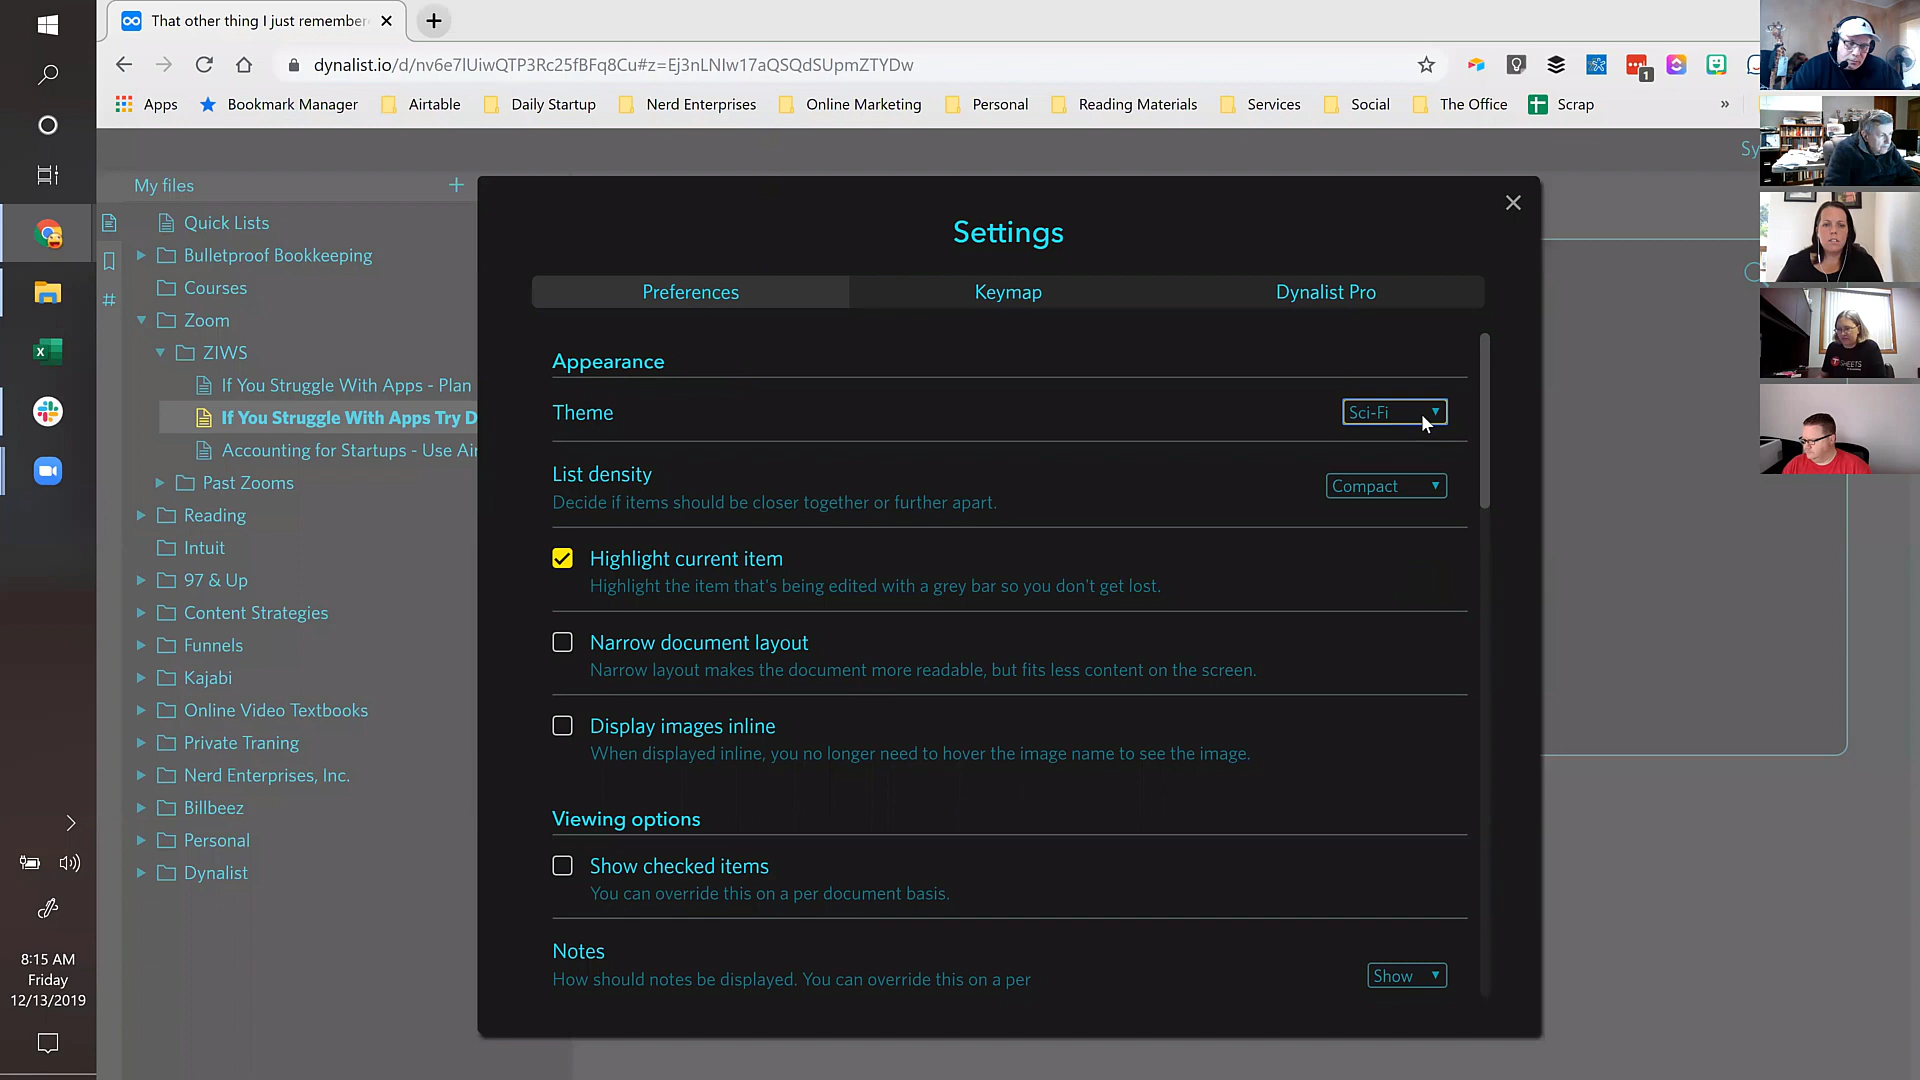 That other thing I just remember
dynalist.io/d/nv6e7lUiwQTP3Rc25fBFq8Cu#z=Ej3nLNIw17aQSQdSUpmZTYDw
1
Apps
Bookmark Manager
Airtable
Daily Startup
Nerd Enterprises
Online Marketing
Personal
Reading Materials
Services
Social
The Office
Scrap
»
Sy
My files
Quick Lists
Bulletproof Bookkeeping
Courses
Zoom
ZIWS
If You Struggle With Apps - Plan
If You Struggle With Apps Try D
Accounting for Startups - Use Air
Past Zooms
Reading
Intuit
97 & Up
Content Strategies
Funnels
Kajabi
Online Video Textbooks
Private Traning
Nerd Enterprises, Inc.
Billbeez
Personal
Dynalist
Settings
Preferences
Keymap
Dynalist Pro
Appearance
Theme
Sci-Fi
List density
Decide if items should be closer together or further apart.
Compact
Highlight current item
Highlight the item that's being edited with a grey bar so you don't get lost.
Narrow document layout
Narrow layout makes the document more readable, but fits less content on the screen.
Display images inline
When displayed inline, you no longer need to hover the image name to see the image.
Viewing options
Show checked items
You can override this on a per document basis.
Notes
How should notes be displayed. You can override this on a per
Show
8:15 AM
Friday
12/13/2019
SHEETS